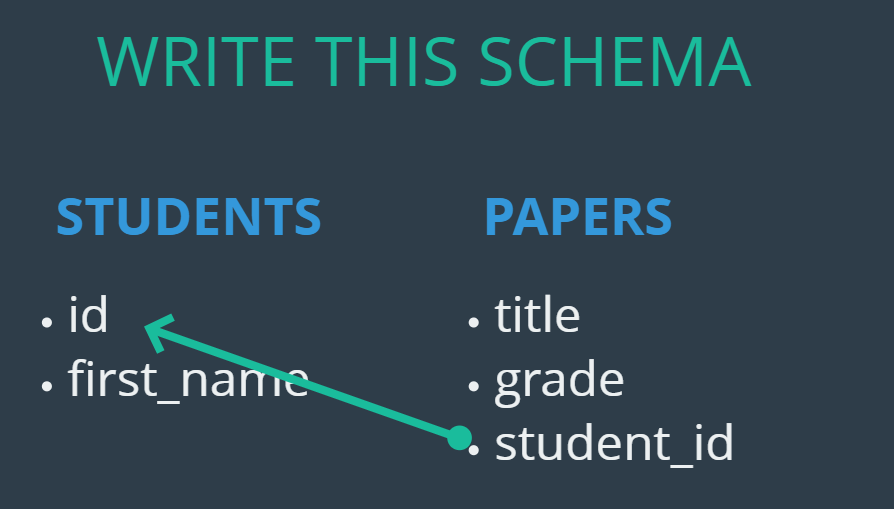 WRITE THIS SCHEMA
STUDENTS
• id
• first_name
PAPERS
• title
• grade
• student_id